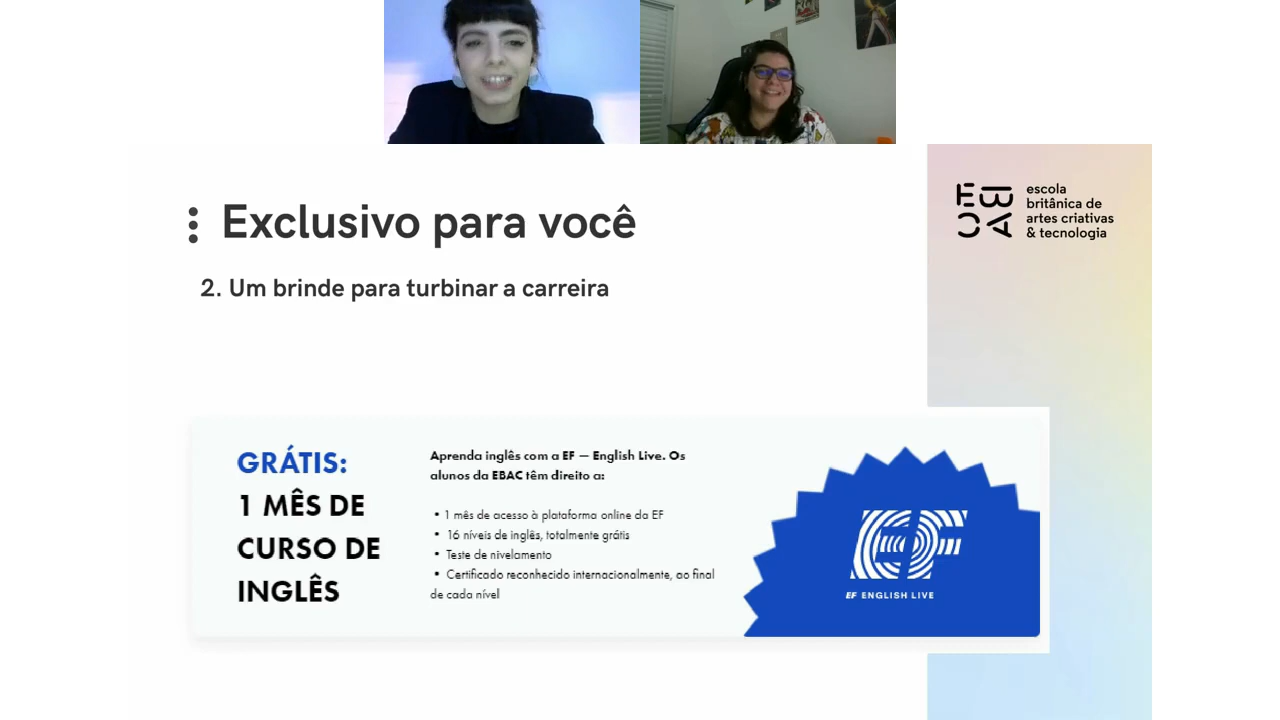 Exclusivo para você
2. Um brinde para turbinar a carreira
EBAC
escola
britânica de
artes criativas
& tecnologia
GRÁTIS:
1 MÊS DE
CURSO DE
INGLÊS
Aprenda inglês com a EF — English Live. Os
alunos da EBAC têm direito a:
• 1 mês de acesso à plataforma online da EF
• 16 níveis de inglês, totalmente grátis
• Teste de nivelamento
• Certificado reconhecido internacionalmente, ao final
de cada nível
EF
EF ENGLISH LIVE